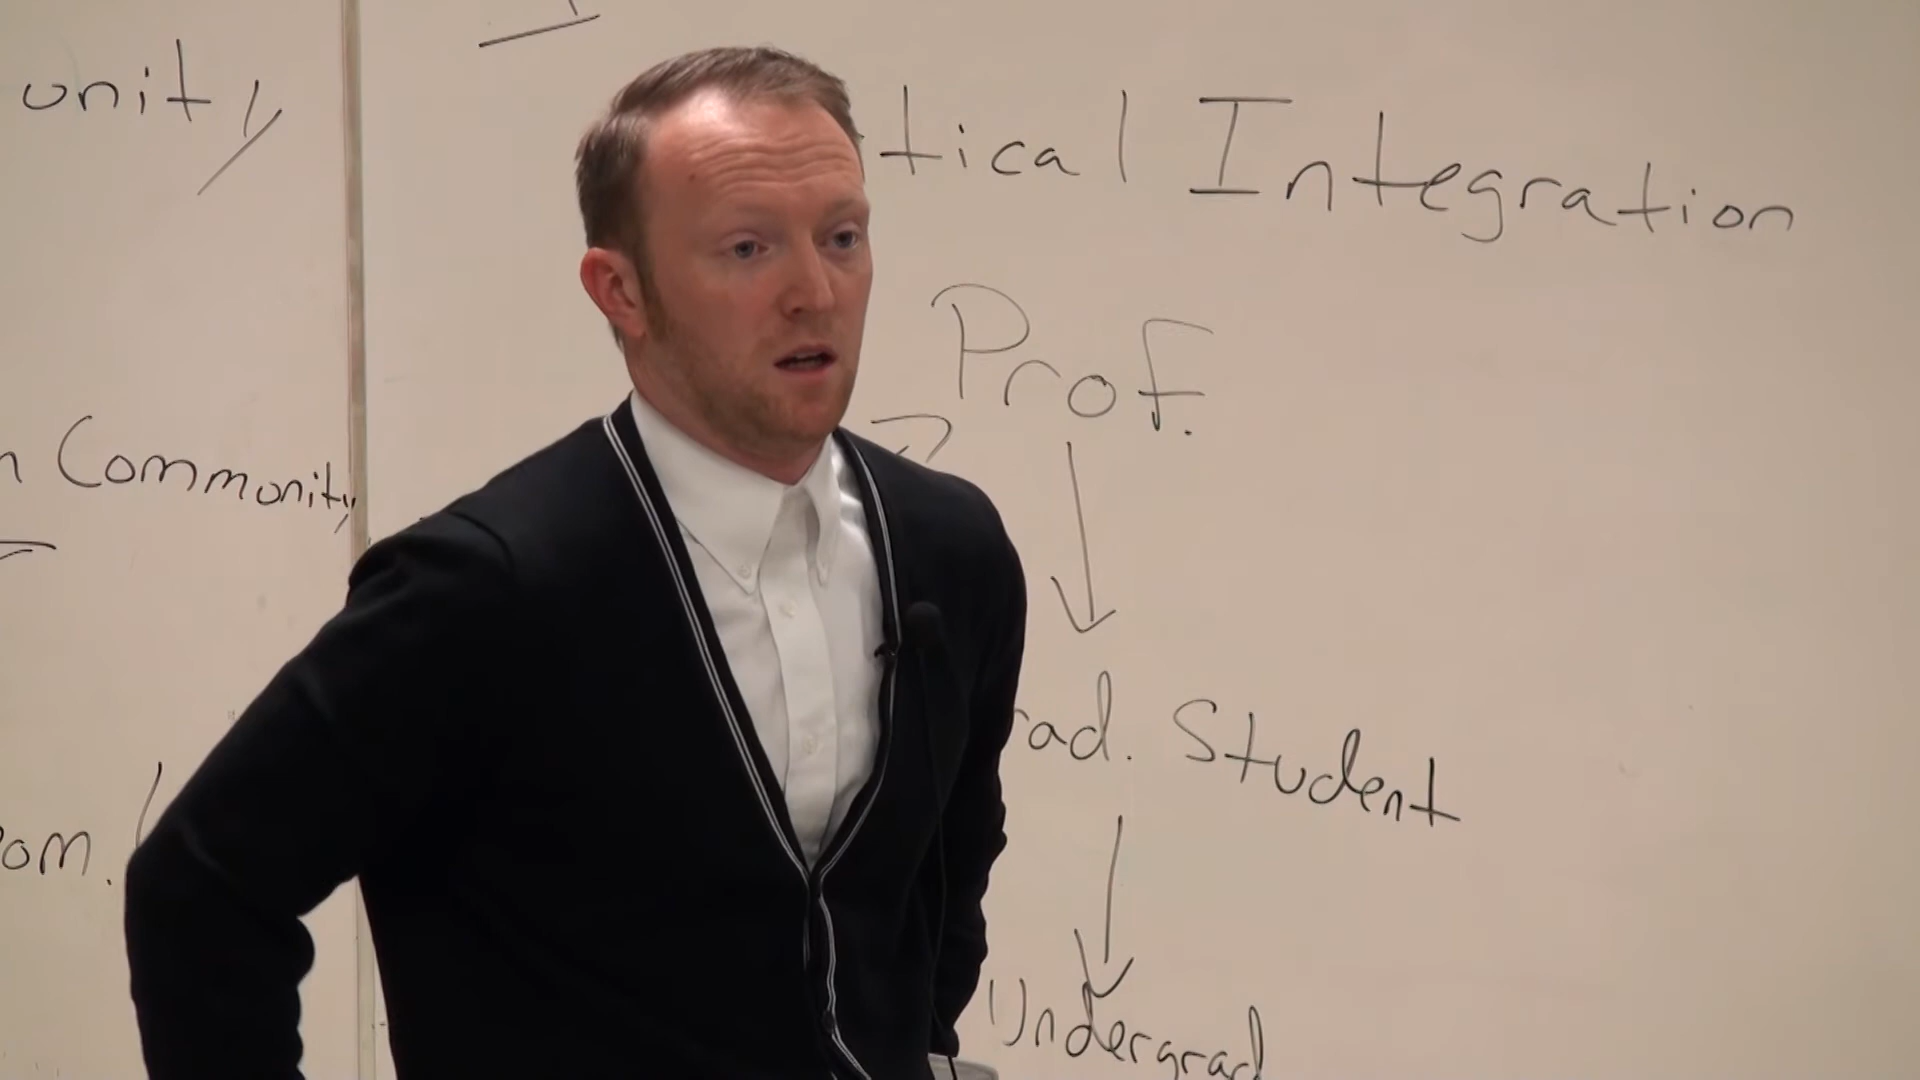 unity
tical Integration
Prof.
n Community
rad. Student
om.
Undergrad